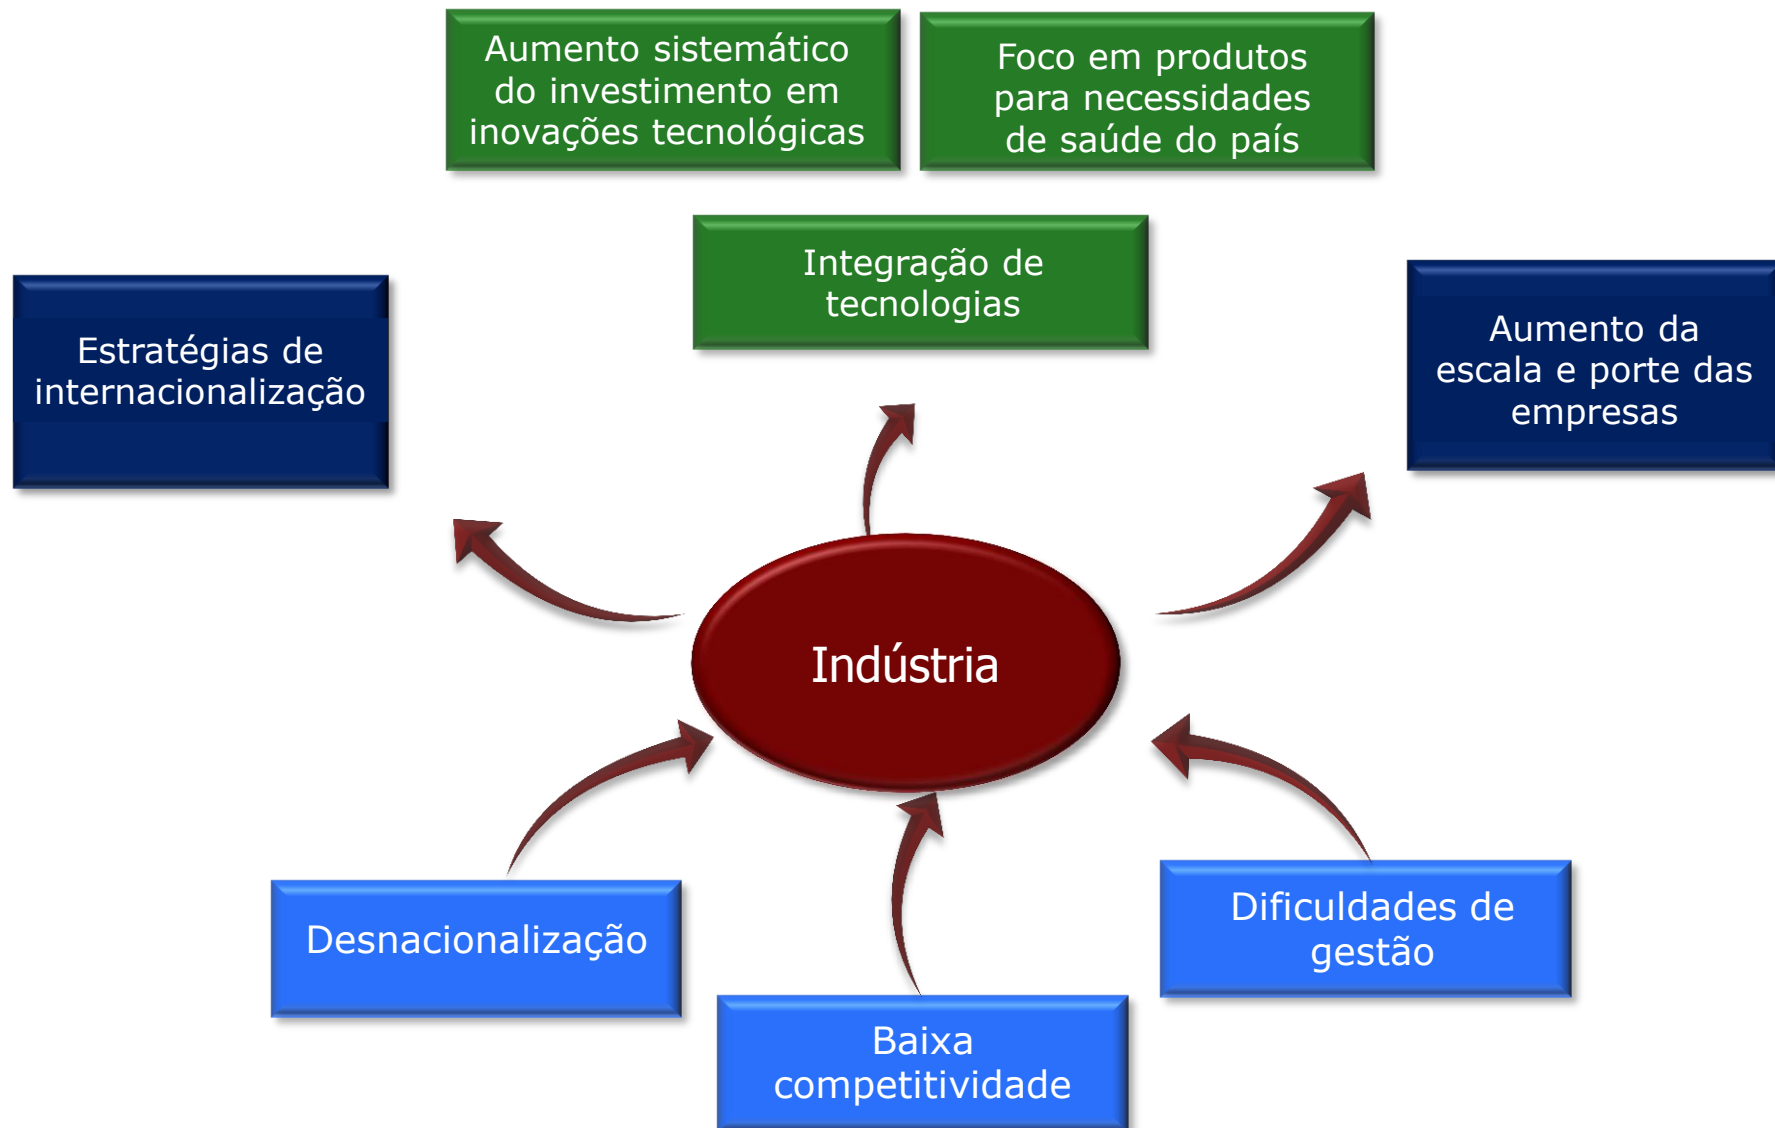 Aumento sistemático
do investimento em
inovações tecnológicas
Foco em produtos
para necessidades
de saúde do país
Integração de
tecnologias
Estratégias de
internacionalização
Aumento da
escala e porte das
empresas
Indústria
Desnacionalização
Baixa
competitividade
Dificuldades de
gestão